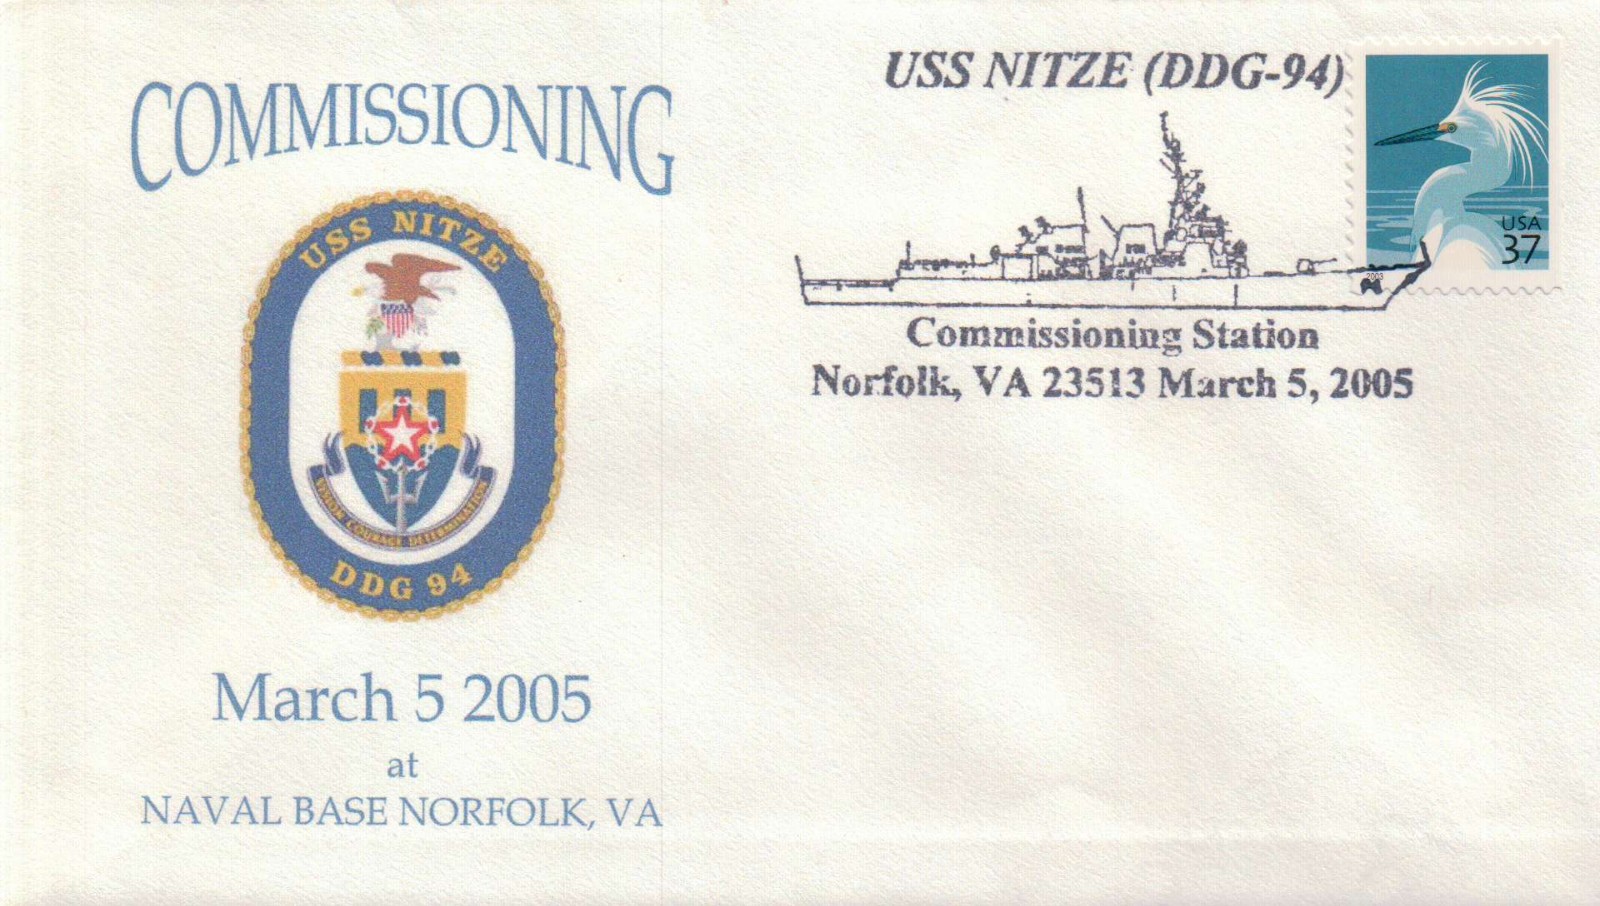 COMMISSIONING
USS NITZE
VISION COURAGE DETERMINATION
DDG 94
March 5 2005
at
NAVAL BASE NORFOLK, VA
USS NITZE (DDG-94)
USA
37
2003
Commissioning Station
Norfolk, VA 23513 March 5, 2005